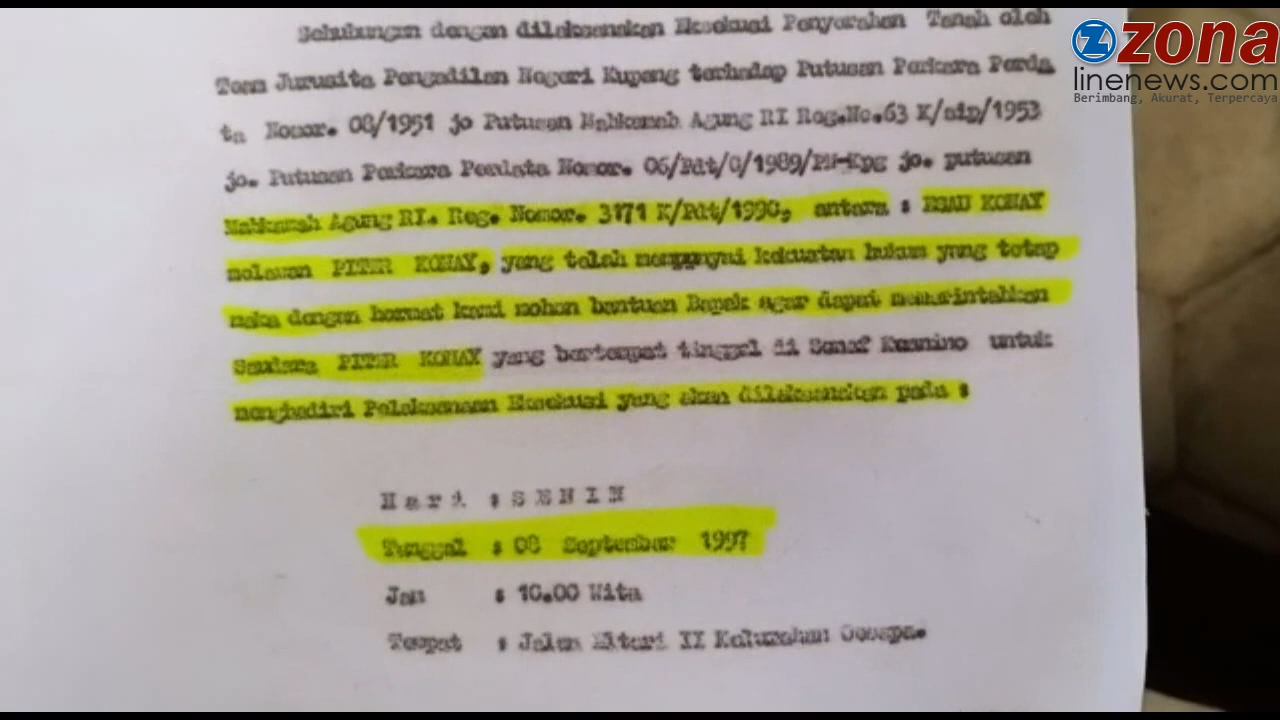 Sehubungan dengan dilaksanakan Eksekusi Penyerahan Tanah oleh
Team Jurusita Pengadilan Negeri Kupang terhadap Putusan Perkara Perda
ta Nomor. 08/1951 jo Putusan Mahkamah Agung RI Reg.No.63 K/sip/1953
jo. Putusan Perkara Perdata Nomor. 06/Pdt/G/1989/PN-Kpg jo. putusan
Mahkamah Agung RI. Reg. Nomor. 3171 K/Pdt/1990, antara : KONAY
melawan PITER KONAY, yang telah mempunyai kekuatan hukum yang tetap
maka dengan hormat kami mohon bantuan Bapak agar dapat memerintahkan
Saudara PITER KONAY yang bertempat tinggal di Sonaf Kuanino untuk
menghadiri Pelaksanaan Eksekusi yang akan dilaksanakan pada :
Hari : SENIN
Tanggal : 08 September 1997
Jam : 10.00 Wita
Tempat : Jalan Eltari II Kelurahan Oesapa.
Z zona
linenews.com
Berimbang, Akurat, Terpercaya